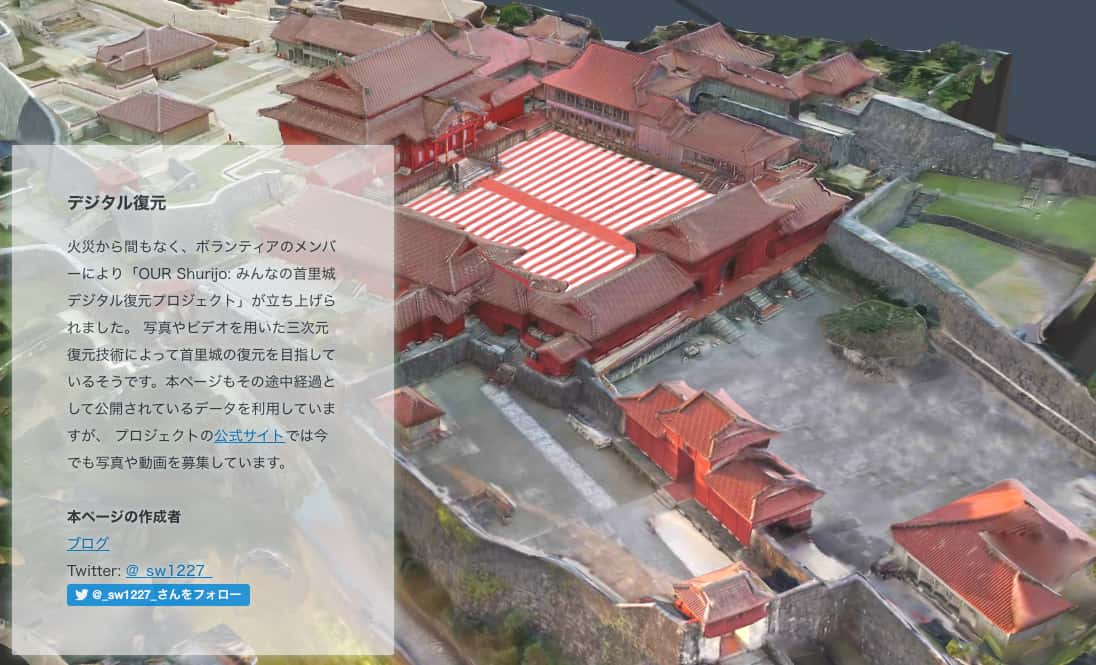 デジタル復元
火災から間もなく、ボランティアのメンバ
ーにより「OUR Shurijo: みんなの首里城
デジタル復元プロジェクト」が立ち上げら
れました。 写真やビデオを用いた三次元
復元技術によって首里城の復元を目指して
いるそうです。本ページもその途中経過と
して公開されているデータを利用していま
すが、 プロジェクトの公式サイトでは今
でも写真や動画を募集しています。
本ページの作成者
ブログ
Twitter: @_sw1227_
@_sw1227_さんをフォロー